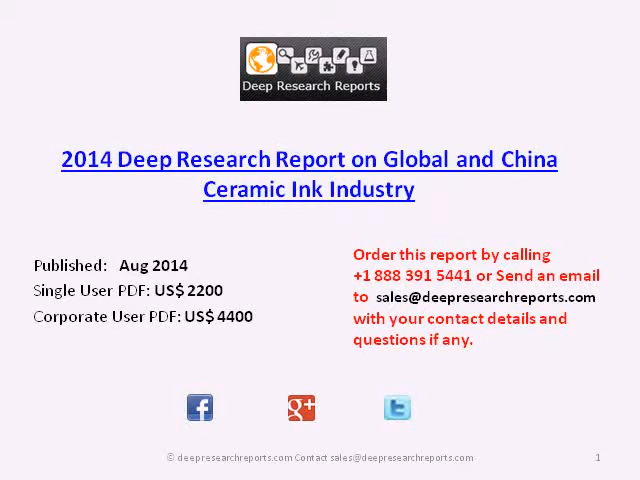 Deep Research Reports
2014 Deep Research Report on Global and China
Ceramic Ink Industry
Published: Aug 2014
Single User PDF: US$ 2200
Corporate User PDF: US$ 4400
Order this report by calling
+1 888 391 5441 or Send an email
to sales@deepresearchreports.com
with your contact details and
questions if any.
f
g+
t
© deepresearchreports.com Contact sales@deepresearchreports.com
1